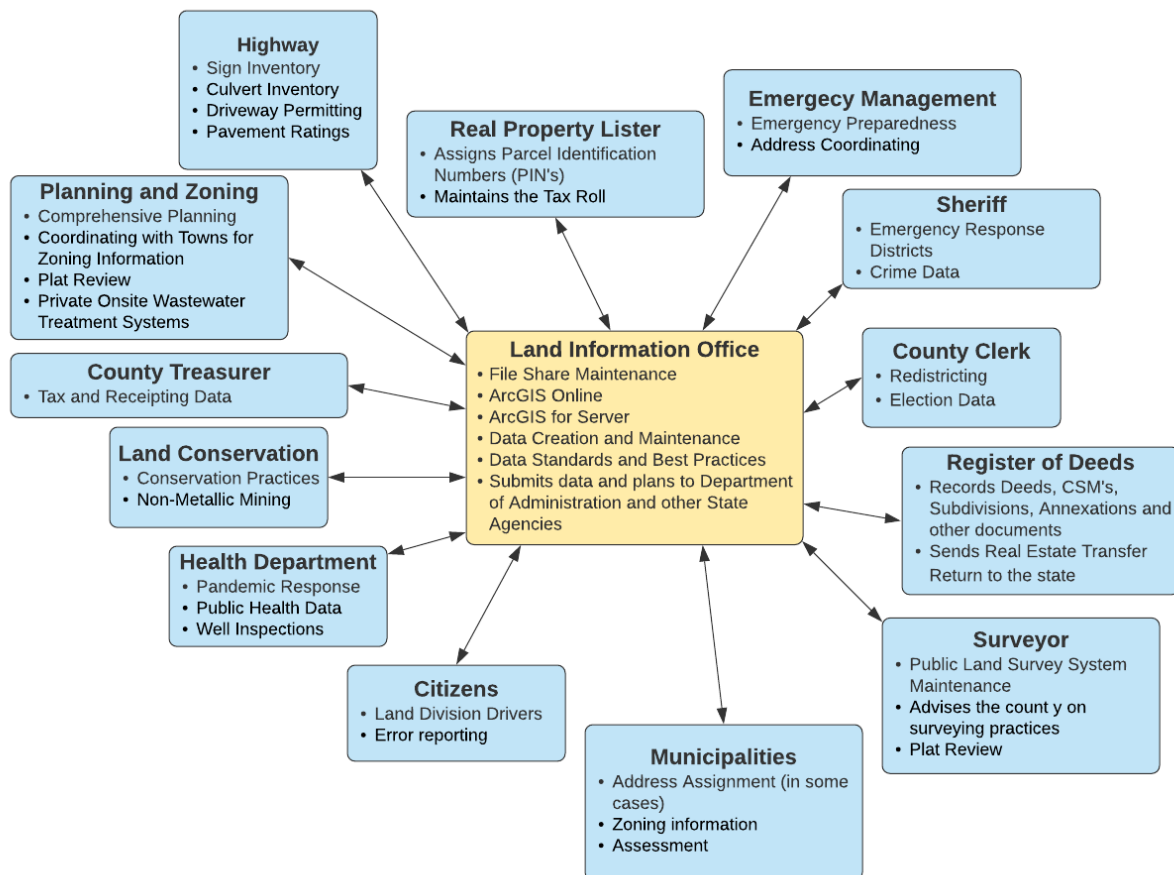 Highway
• Sign Inventory
• Culvert Inventory
• Driveway Permitting
• Pavement Ratings
Real Property Lister
• Assigns Parcel Identification
Numbers (PIN's)
• Maintains the Tax Roll
Emergecy Management
• Emergency Preparedness
• Address Coordinating
Planning and Zoning
• Comprehensive Planning
• Coordinating with Towns for
Zoning Information
• Plat Review
• Private Onsite Wastewater
Treatment Systems
Sheriff
• Emergency Response
Districts
• Crime Data
Land Information Office
• File Share Maintenance
• ArcGIS Online
• ArcGIS for Server
• Data Creation and Maintenance
• Data Standards and Best Practices
• Submits data and plans to Department
of Administration and other State
Agencies
County Treasurer
• Tax and Receipting Data
County Clerk
• Redistricting
• Election Data
Land Conservation
• Conservation Practices
• Non-Metallic Mining
Register of Deeds
• Records Deeds, CSM's,
Subdivisions, Annexations and
other documents
• Sends Real Estate Transfer
Return to the state
Health Department
• Pandemic Response
• Public Health Data
• Well Inspections
Surveyor
• Public Land Survey System
Maintenance
• Advises the count y on
surveying practices
• Plat Review
Citizens
• Land Division Drivers
• Error reporting
Municipalities
• Address Assignment (in some
cases)
• Zoning information
• Assessment